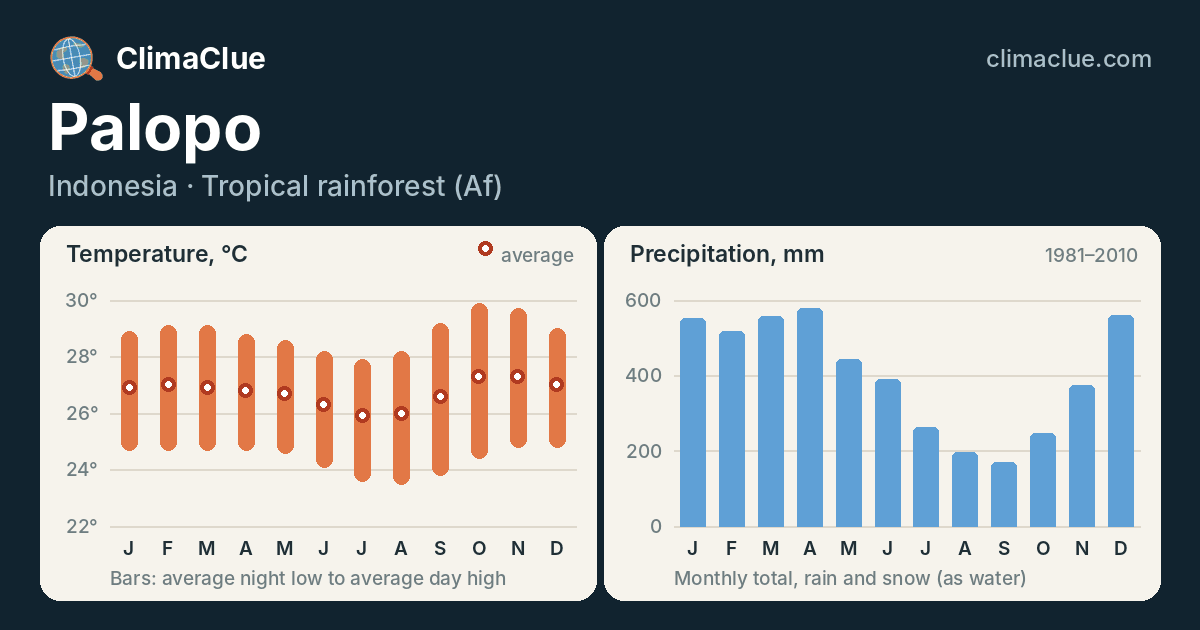 ClimaClue
climaclue.com
Palopo
Indonesia · Tropical rainforest (Af)
Temperature, °C
average
30°
28°
26°
24°
22°
J F M A M J J A S O N D
Bars: average night low to average day high
Precipitation, mm
1981–2010
600
400
200
0
J F M A M J J A S O N D
Monthly total, rain and snow (as water)